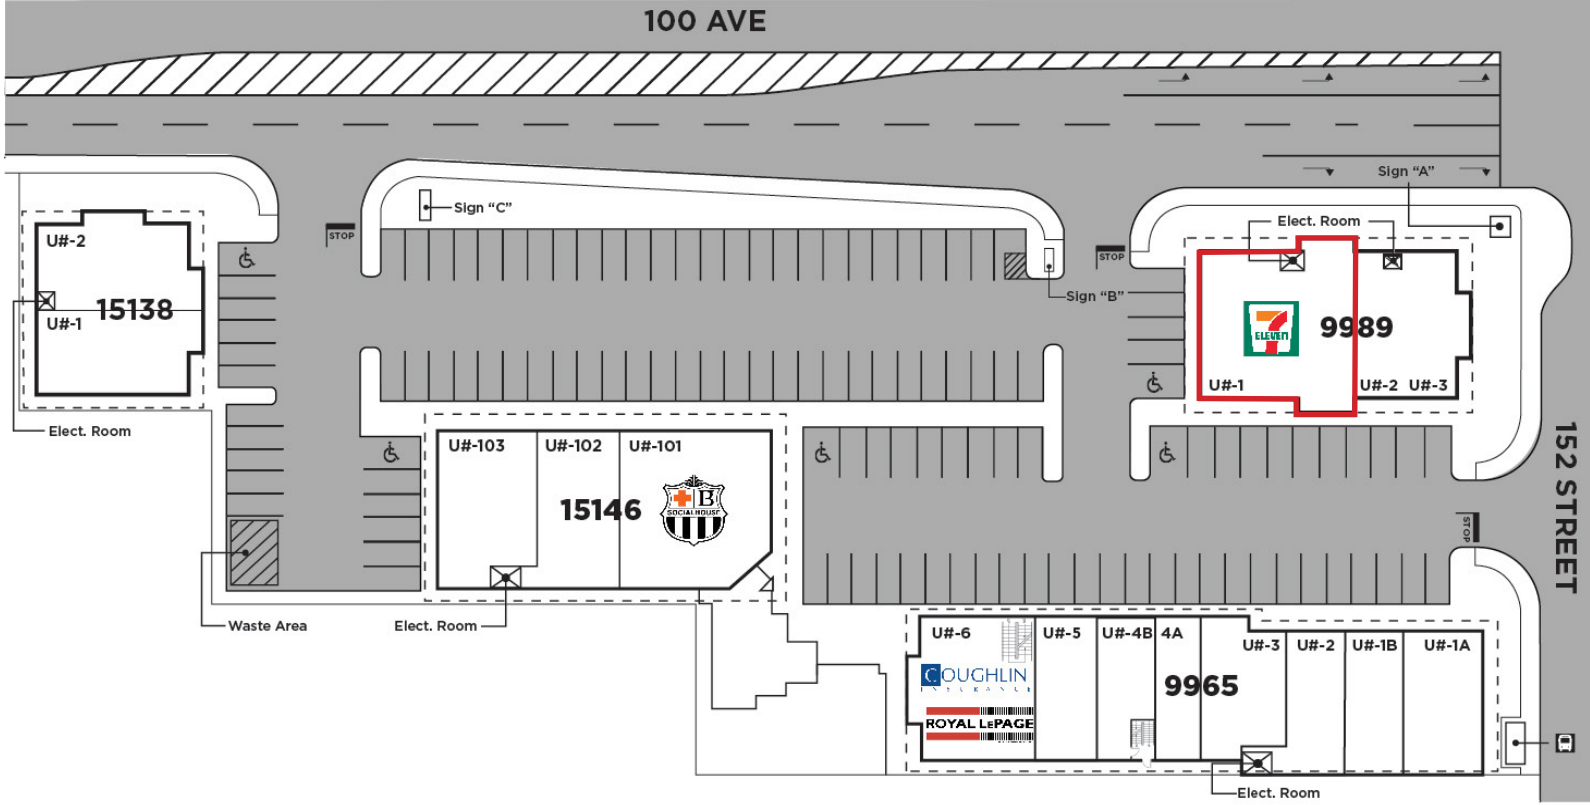 100 AVE
Sign “A”
Sign “C”
STOP
Elect. Room
U#-2
STOP
15138
Sign “B”
U#-1
7
ELEVEN
9989
U#-1
U#-2
U#-3
Elect. Room
U#-103
U#-102
U#-101
15146
B
SOCIALHOUSE
152 STREET
STOP
Waste Area
Elect. Room
U#-6
U#-5
U#-4B
4A
U#-3
U#-2
U#-1B
U#-1A
COUGHLIN
INSURANCE
9965
ROYAL LEPAGE
Elect. Room